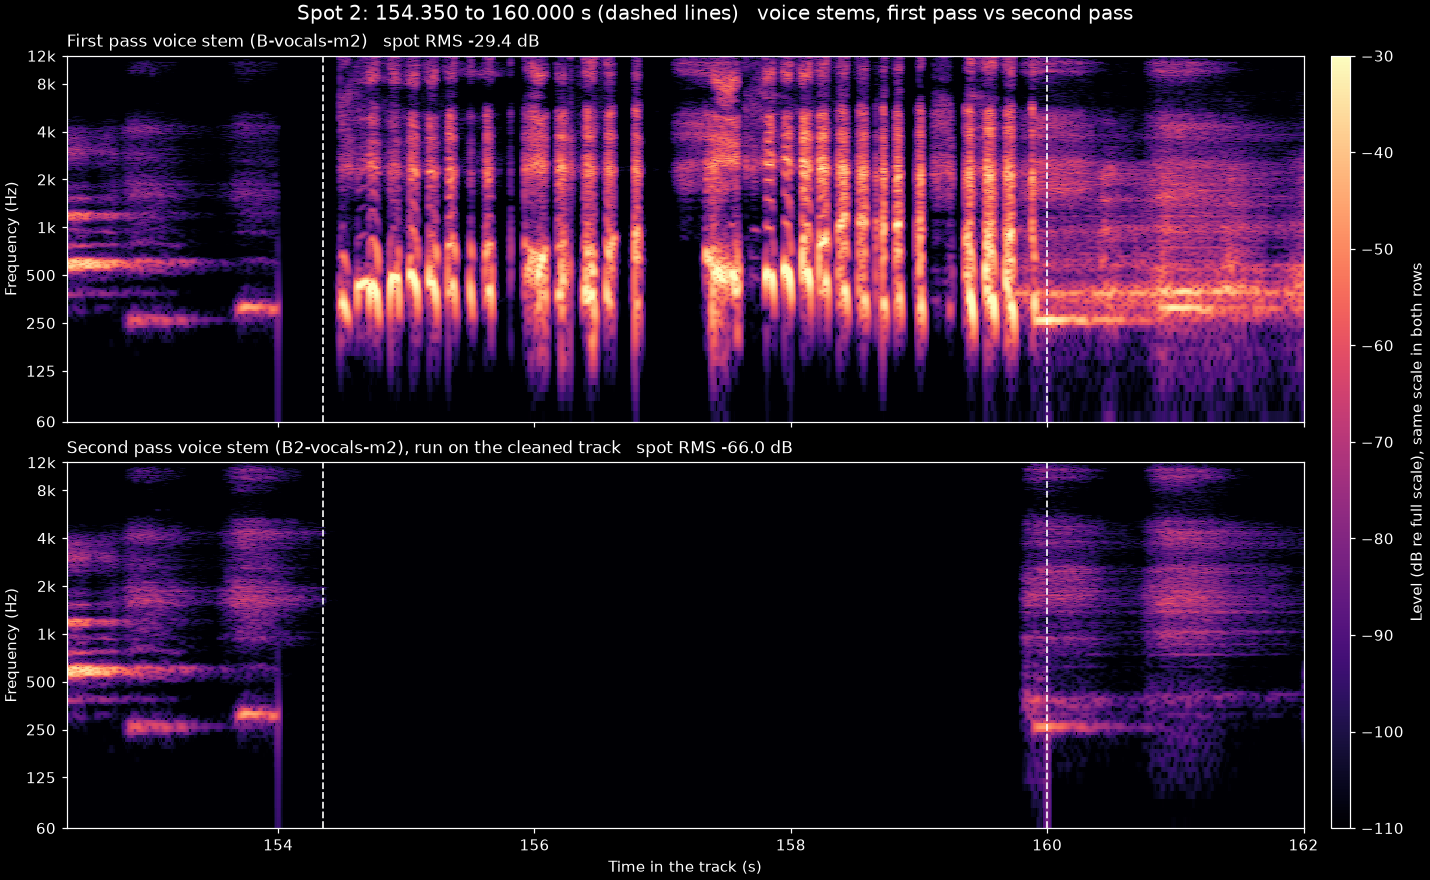 Spot 2: 154.350 to 160.000 s (dashed lines)   voice stems, first pass vs second pass
First pass voice stem (B-vocals-m2)   spot RMS -29.4 dB
12k
8k
4k
2k
1k
500
250
125
60
Frequency (Hz)
Second pass voice stem (B2-vocals-m2), run on the cleaned track   spot RMS -66.0 dB
12k
8k
4k
2k
1k
500
250
125
60
Frequency (Hz)
154
156
158
160
162
Time in the track (s)
−30
−40
−50
−60
−70
−80
−90
−100
−110
Level (dB re full scale), same scale in both rows